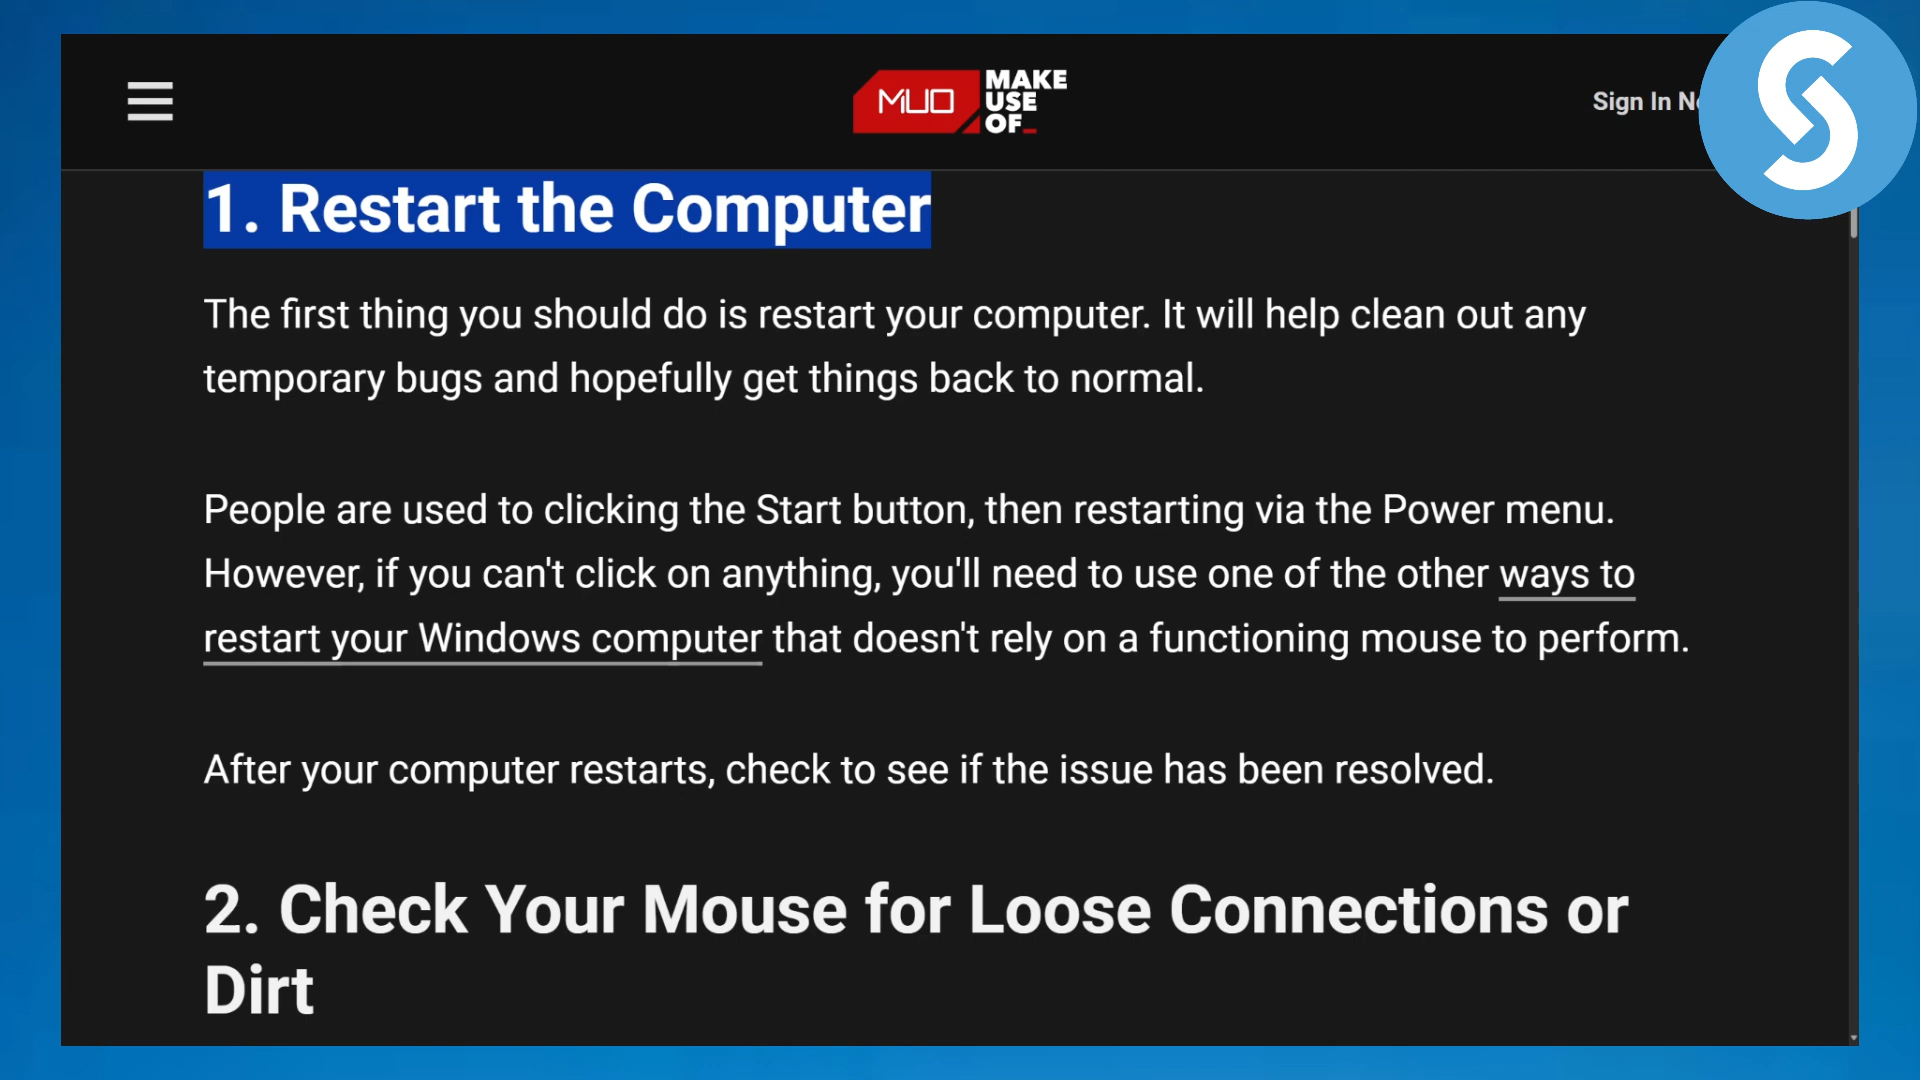 MUO
MAKE
USE
OF_
Sign In
1. Restart the Computer
The first thing you should do is restart your computer. It will help clean out any
temporary bugs and hopefully get things back to normal.
People are used to clicking the Start button, then restarting via the Power menu.
However, if you can't click on anything, you'll need to use one of the other ways to
restart your Windows computer that doesn't rely on a functioning mouse to perform.
After your computer restarts, check to see if the issue has been resolved.
2. Check Your Mouse for Loose Connections or
Dirt